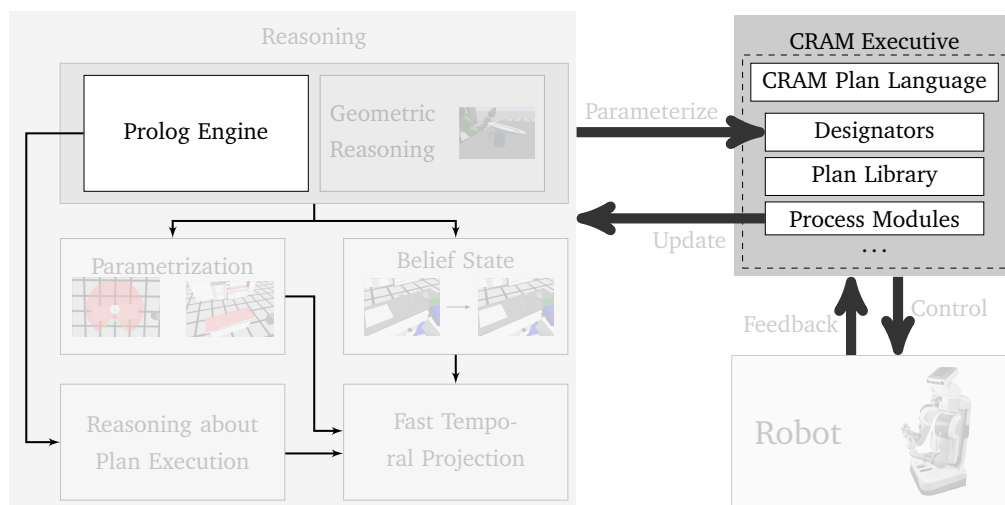 Reasoning
Prolog Engine
Geometric
Reasoning
Parametrization
Belief State
Reasoning about
Plan Execution
Fast Tempo-
ral Projection
Parameterize
Update
CRAM Executive
CRAM Plan Language
Designators
Plan Library
Process Modules
...
Feedback
Control
Robot